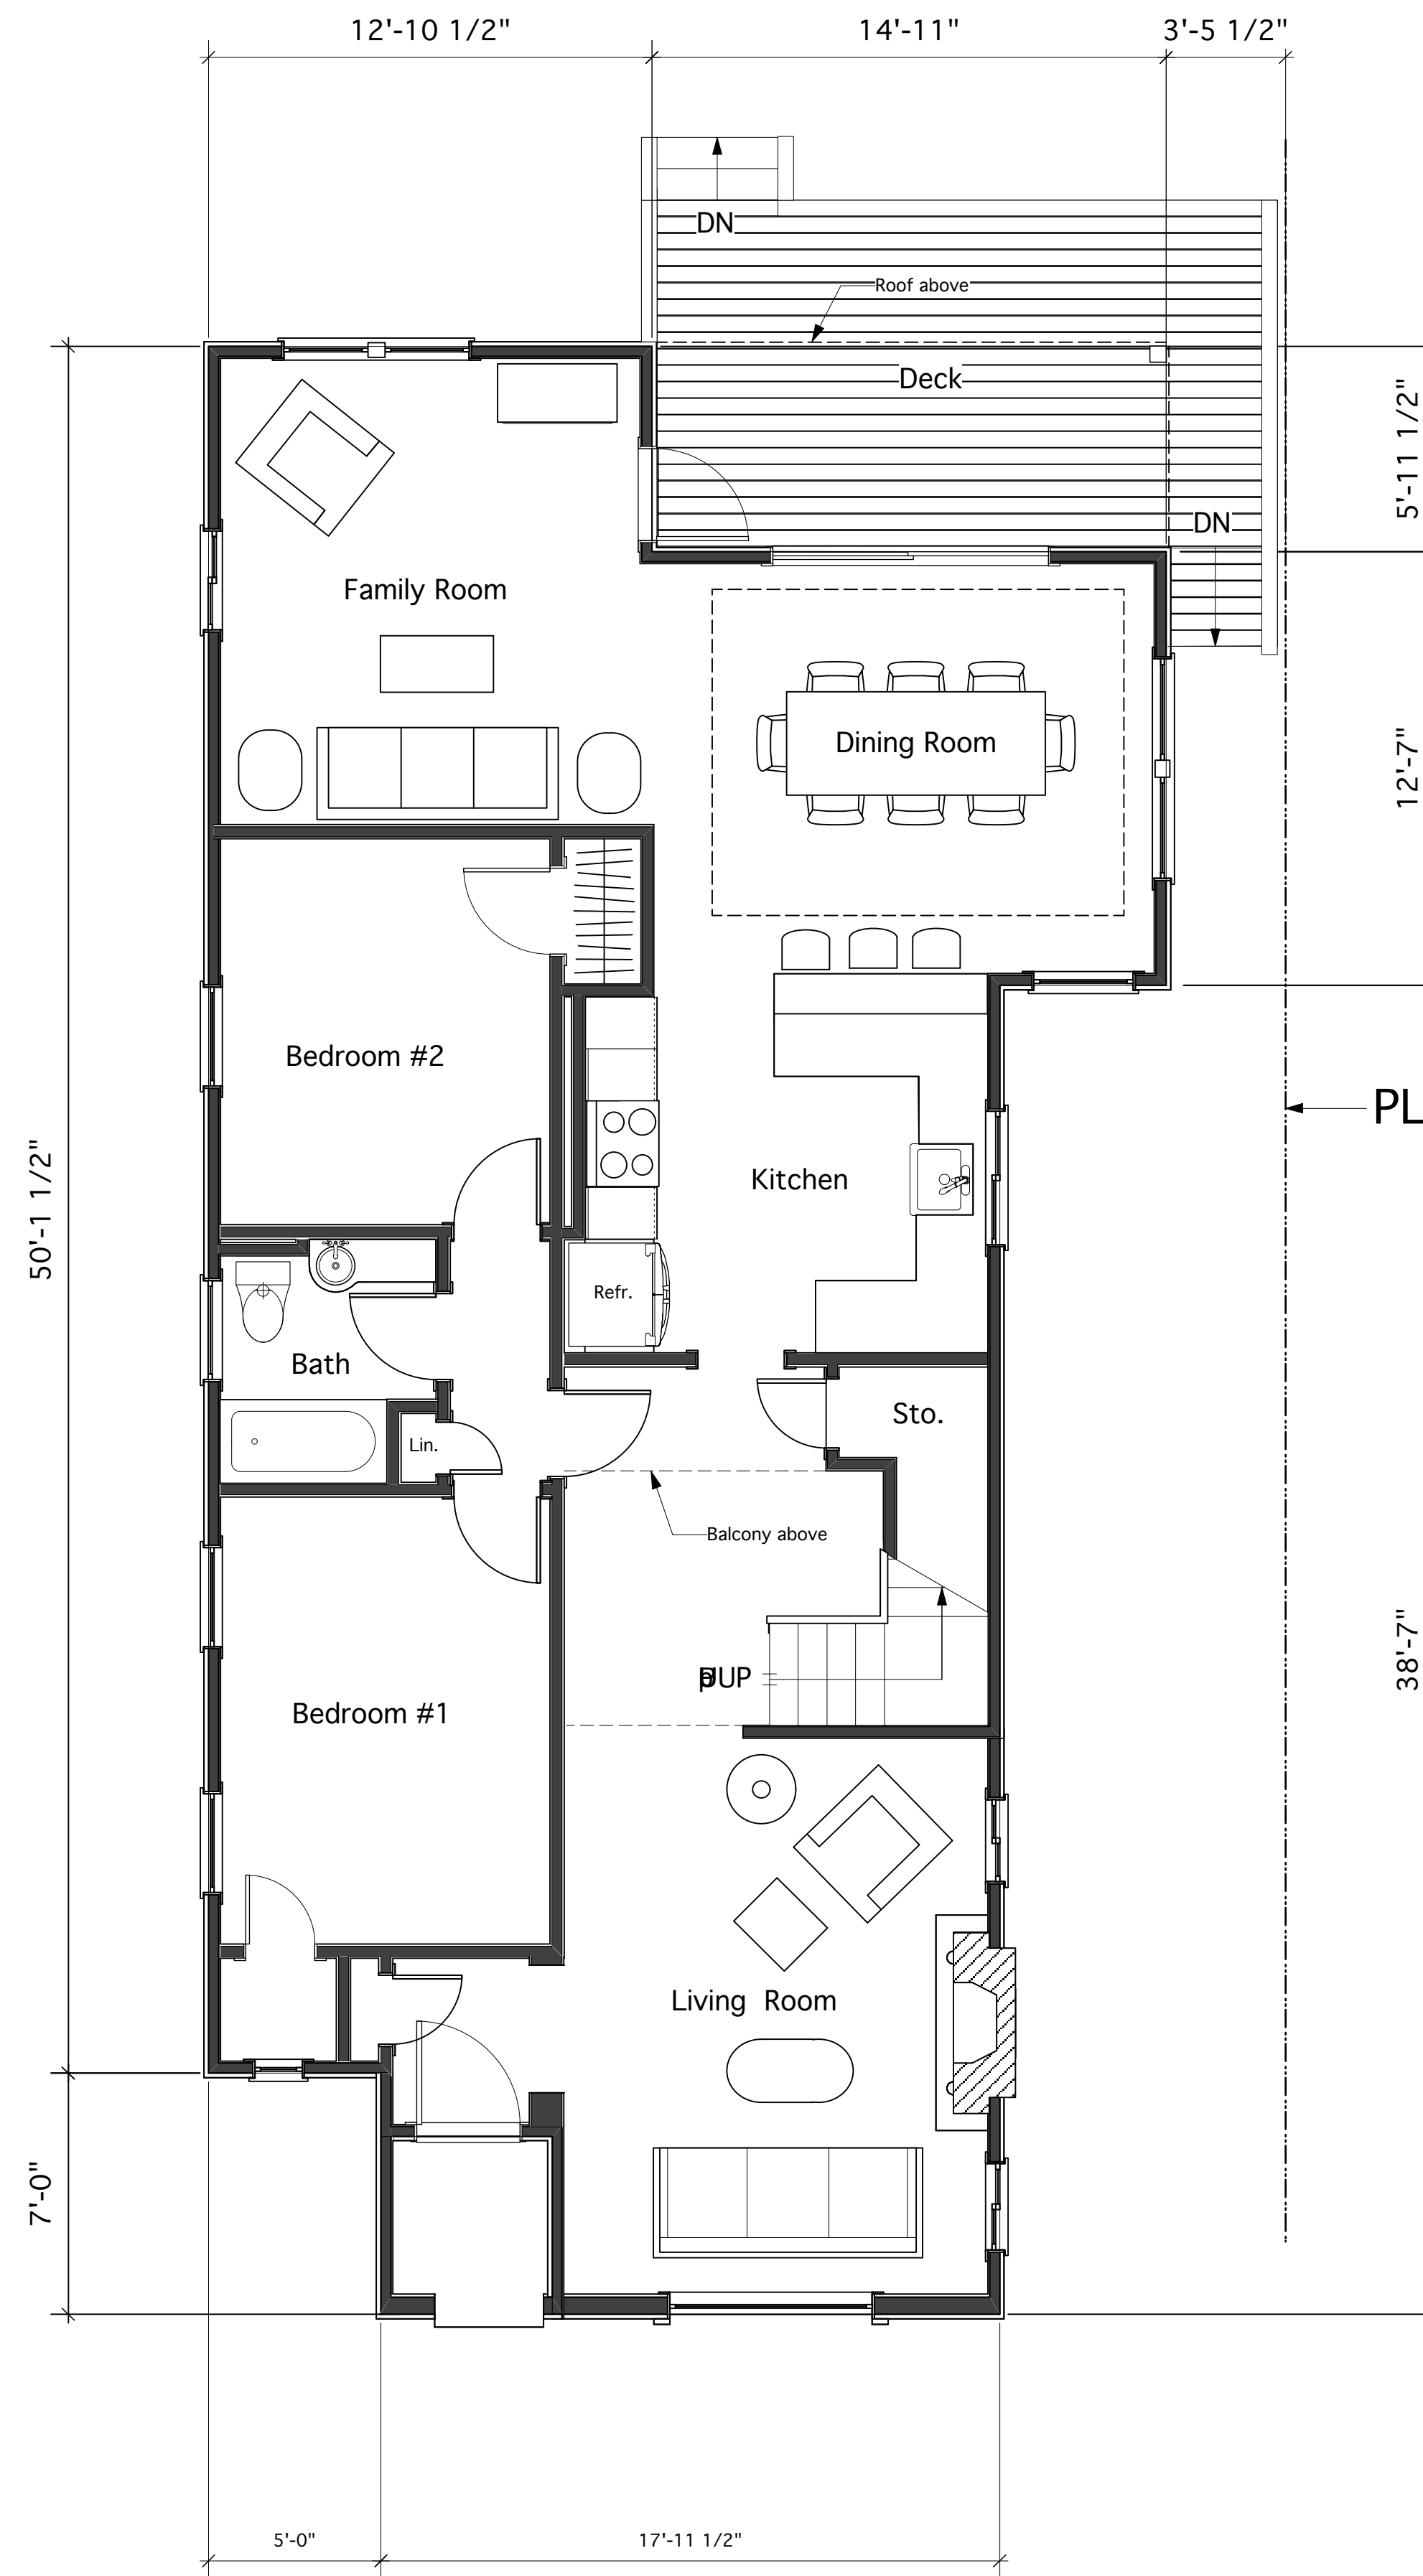 12'-10 1/2"
14'-11"
3'-5 1/2"
DN
Roof above
Deck
5'-11 1/2"
DN
Family Room
Dining Room
12'-7"
Bedroom #2
PL
Kitchen
50'-1 1/2"
Refr.
Bath
Sto.
Lin.
Balcony above
38'-7"
UP
Bedroom #1
Living Room
7'-0"
5'-0"
17'-11 1/2"